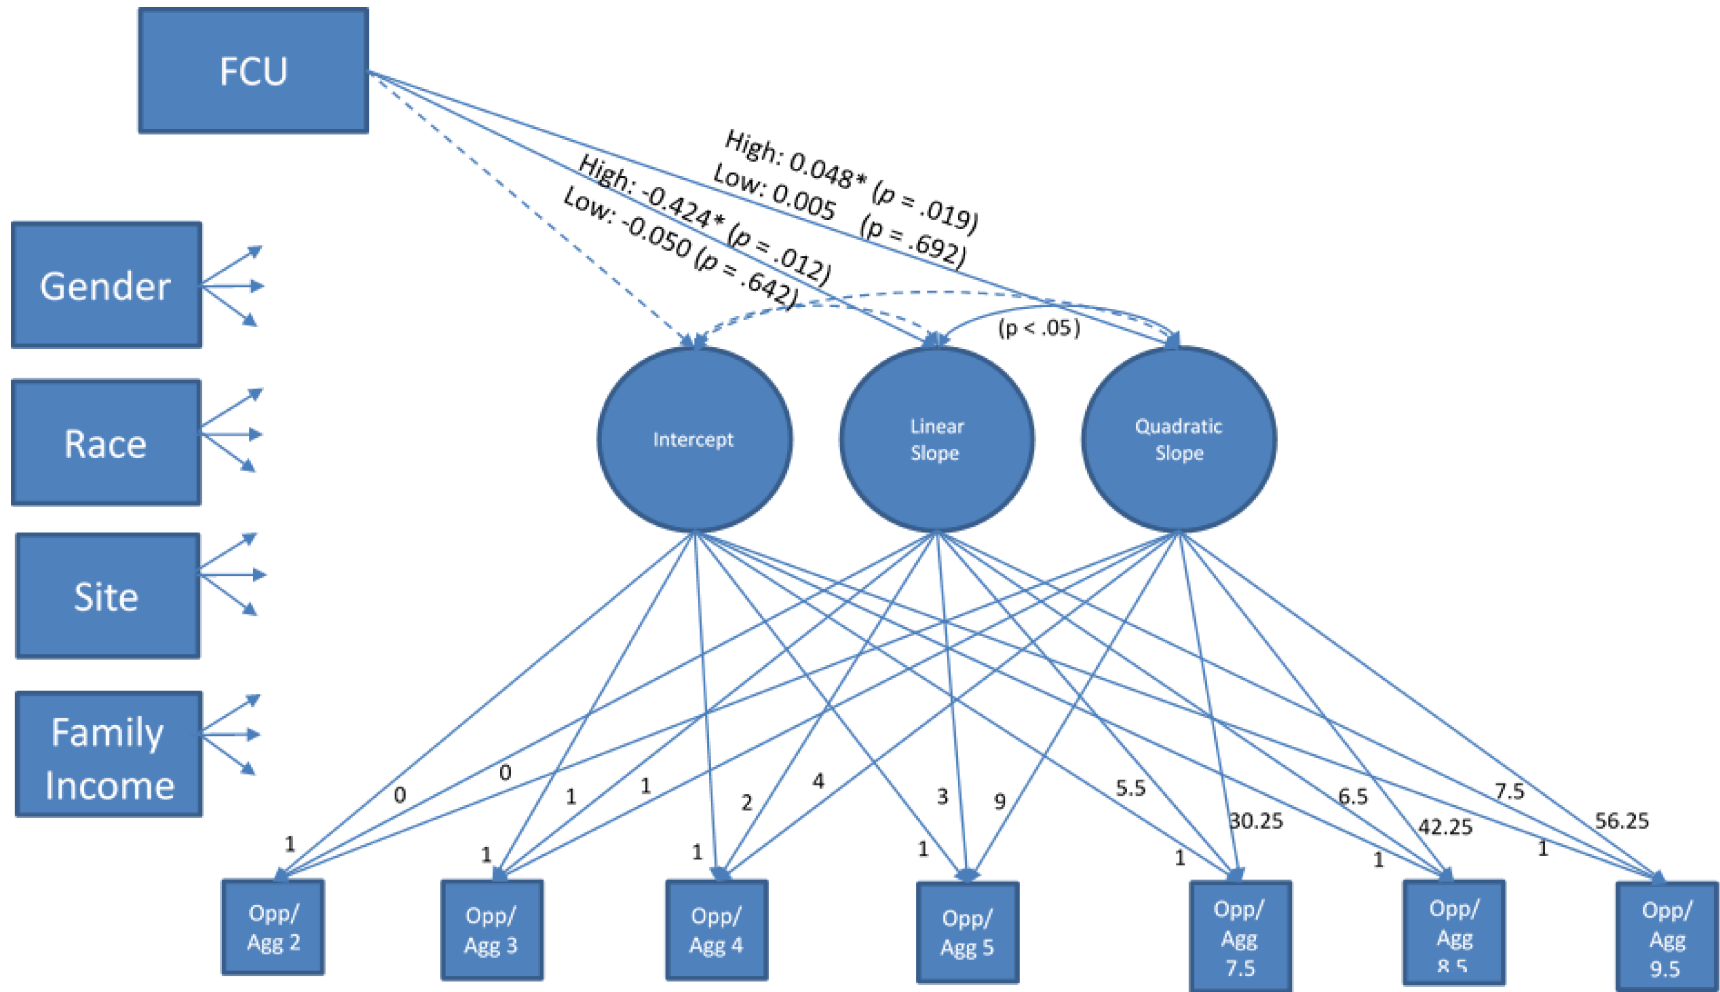 FCU
High: 0.048* (p = .019)
Low: 0.005 (p = .692)
High: -0.424* (p = .012)
Low: -0.050 (p = .642)
Gender
(p < .05)
Race
Intercept
Linear
Slope
Quadratic
Slope
Site
Family
Income
0
0
1
1
1
1
2
4
1
3
9
1
5.5
30.25
1
6.5
42.25
1
7.5
56.25
1
Opp/
Agg 2
Opp/
Agg 3
Opp/
Agg 4
Opp/
Agg 5
Opp/
Agg
7.5
Opp/
Agg
8.5
Opp/
Agg
9.5